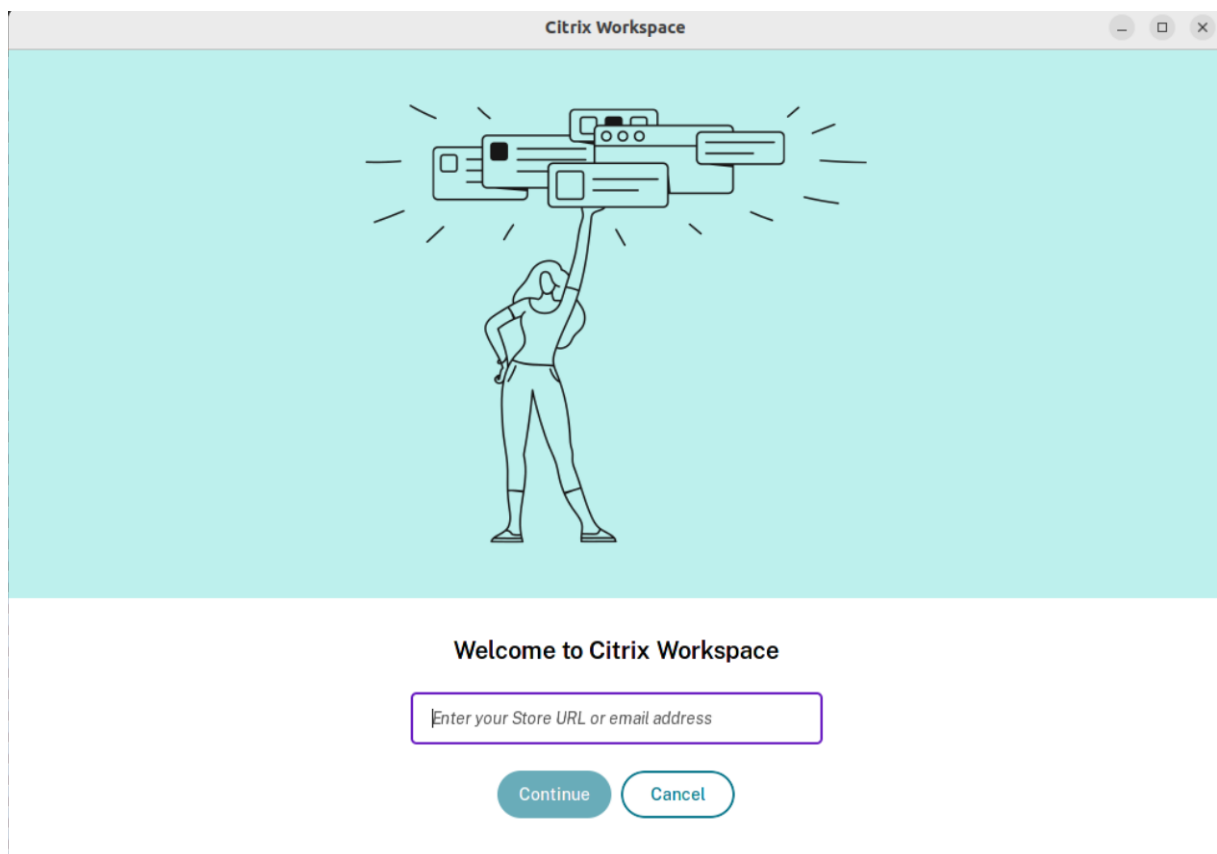 Citrix Workspace
Welcome to Citrix Workspace
Enter your Store URL or email address
Continue Cancel